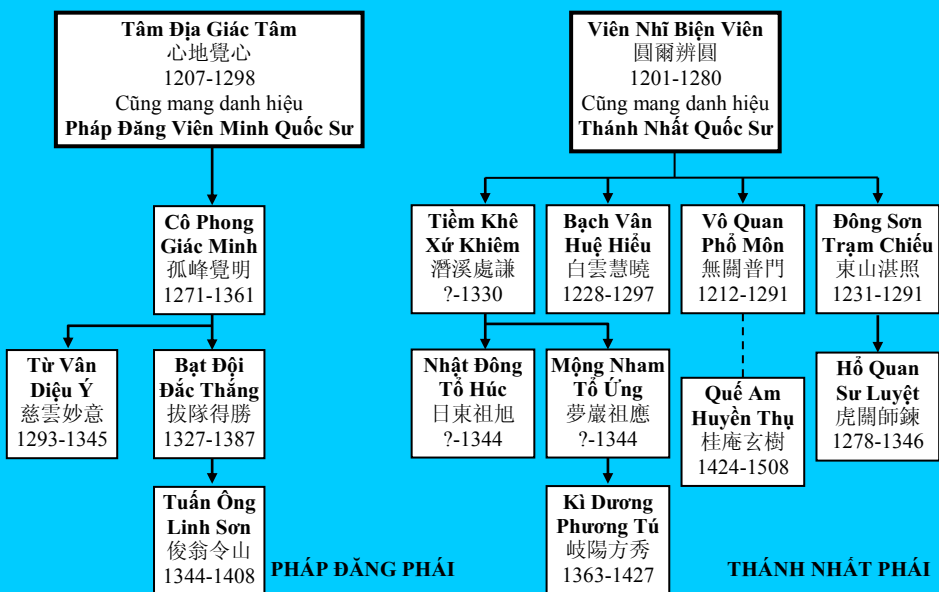 Tâm Địa Giác Tâm
心地覺心
1207-1298
Cũng mang danh hiệu
Pháp Đăng Viên Minh Quốc Sư
Viên Nhĩ Biện Viên
圓爾辨圓
1201-1280
Cũng mang danh hiệu
Thánh Nhất Quốc Sư
Cô Phong
Giác Minh
孤峰覺明
1271-1361
Tiềm Khê
Xứ Khiêm
潛溪處謙
?-1330
Bạch Vân
Huệ Hiểu
白雲慧曉
1228-1297
Vô Quan
Phổ Môn
無關普門
1212-1291
Đông Sơn
Trạm Chiếu
東山湛照
1231-1291
Từ Vân
Diệu Ý
慈雲妙意
1293-1345
Bạt Đội
Đắc Thắng
拔隊得勝
1327-1387
Nhật Đông
Tổ Húc
日東祖旭
?-1344
Mộng Nham
Tổ Ứng
夢巖祖應
?-1344
Quế Am
Huyền Thụ
桂庵玄樹
1424-1508
Hổ Quan
Sư Luyệt
虎關師鍊
1278-1346
Tuấn Ông
Linh Sơn
俊翁令山
1344-1408
Kì Dương
Phương Tú
岐陽方秀
1363-1427
PHÁP ĐĂNG PHÁI
THÁNH NHẤT PHÁI